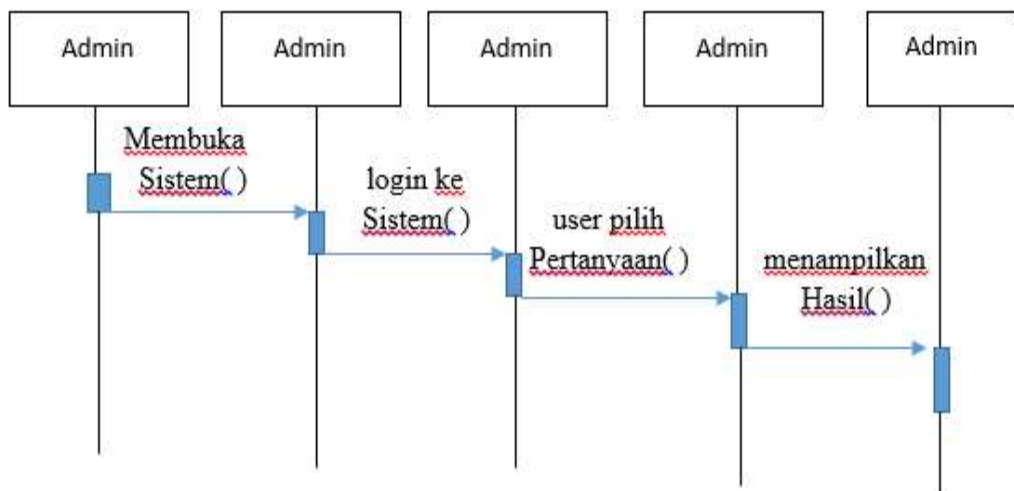 Admin
Admin
Admin
Admin
Admin
Membuka
Sistem( )
login ke
Sistem( )
user pilih
Pertanyaan( )
menampilkan
Hasil( )